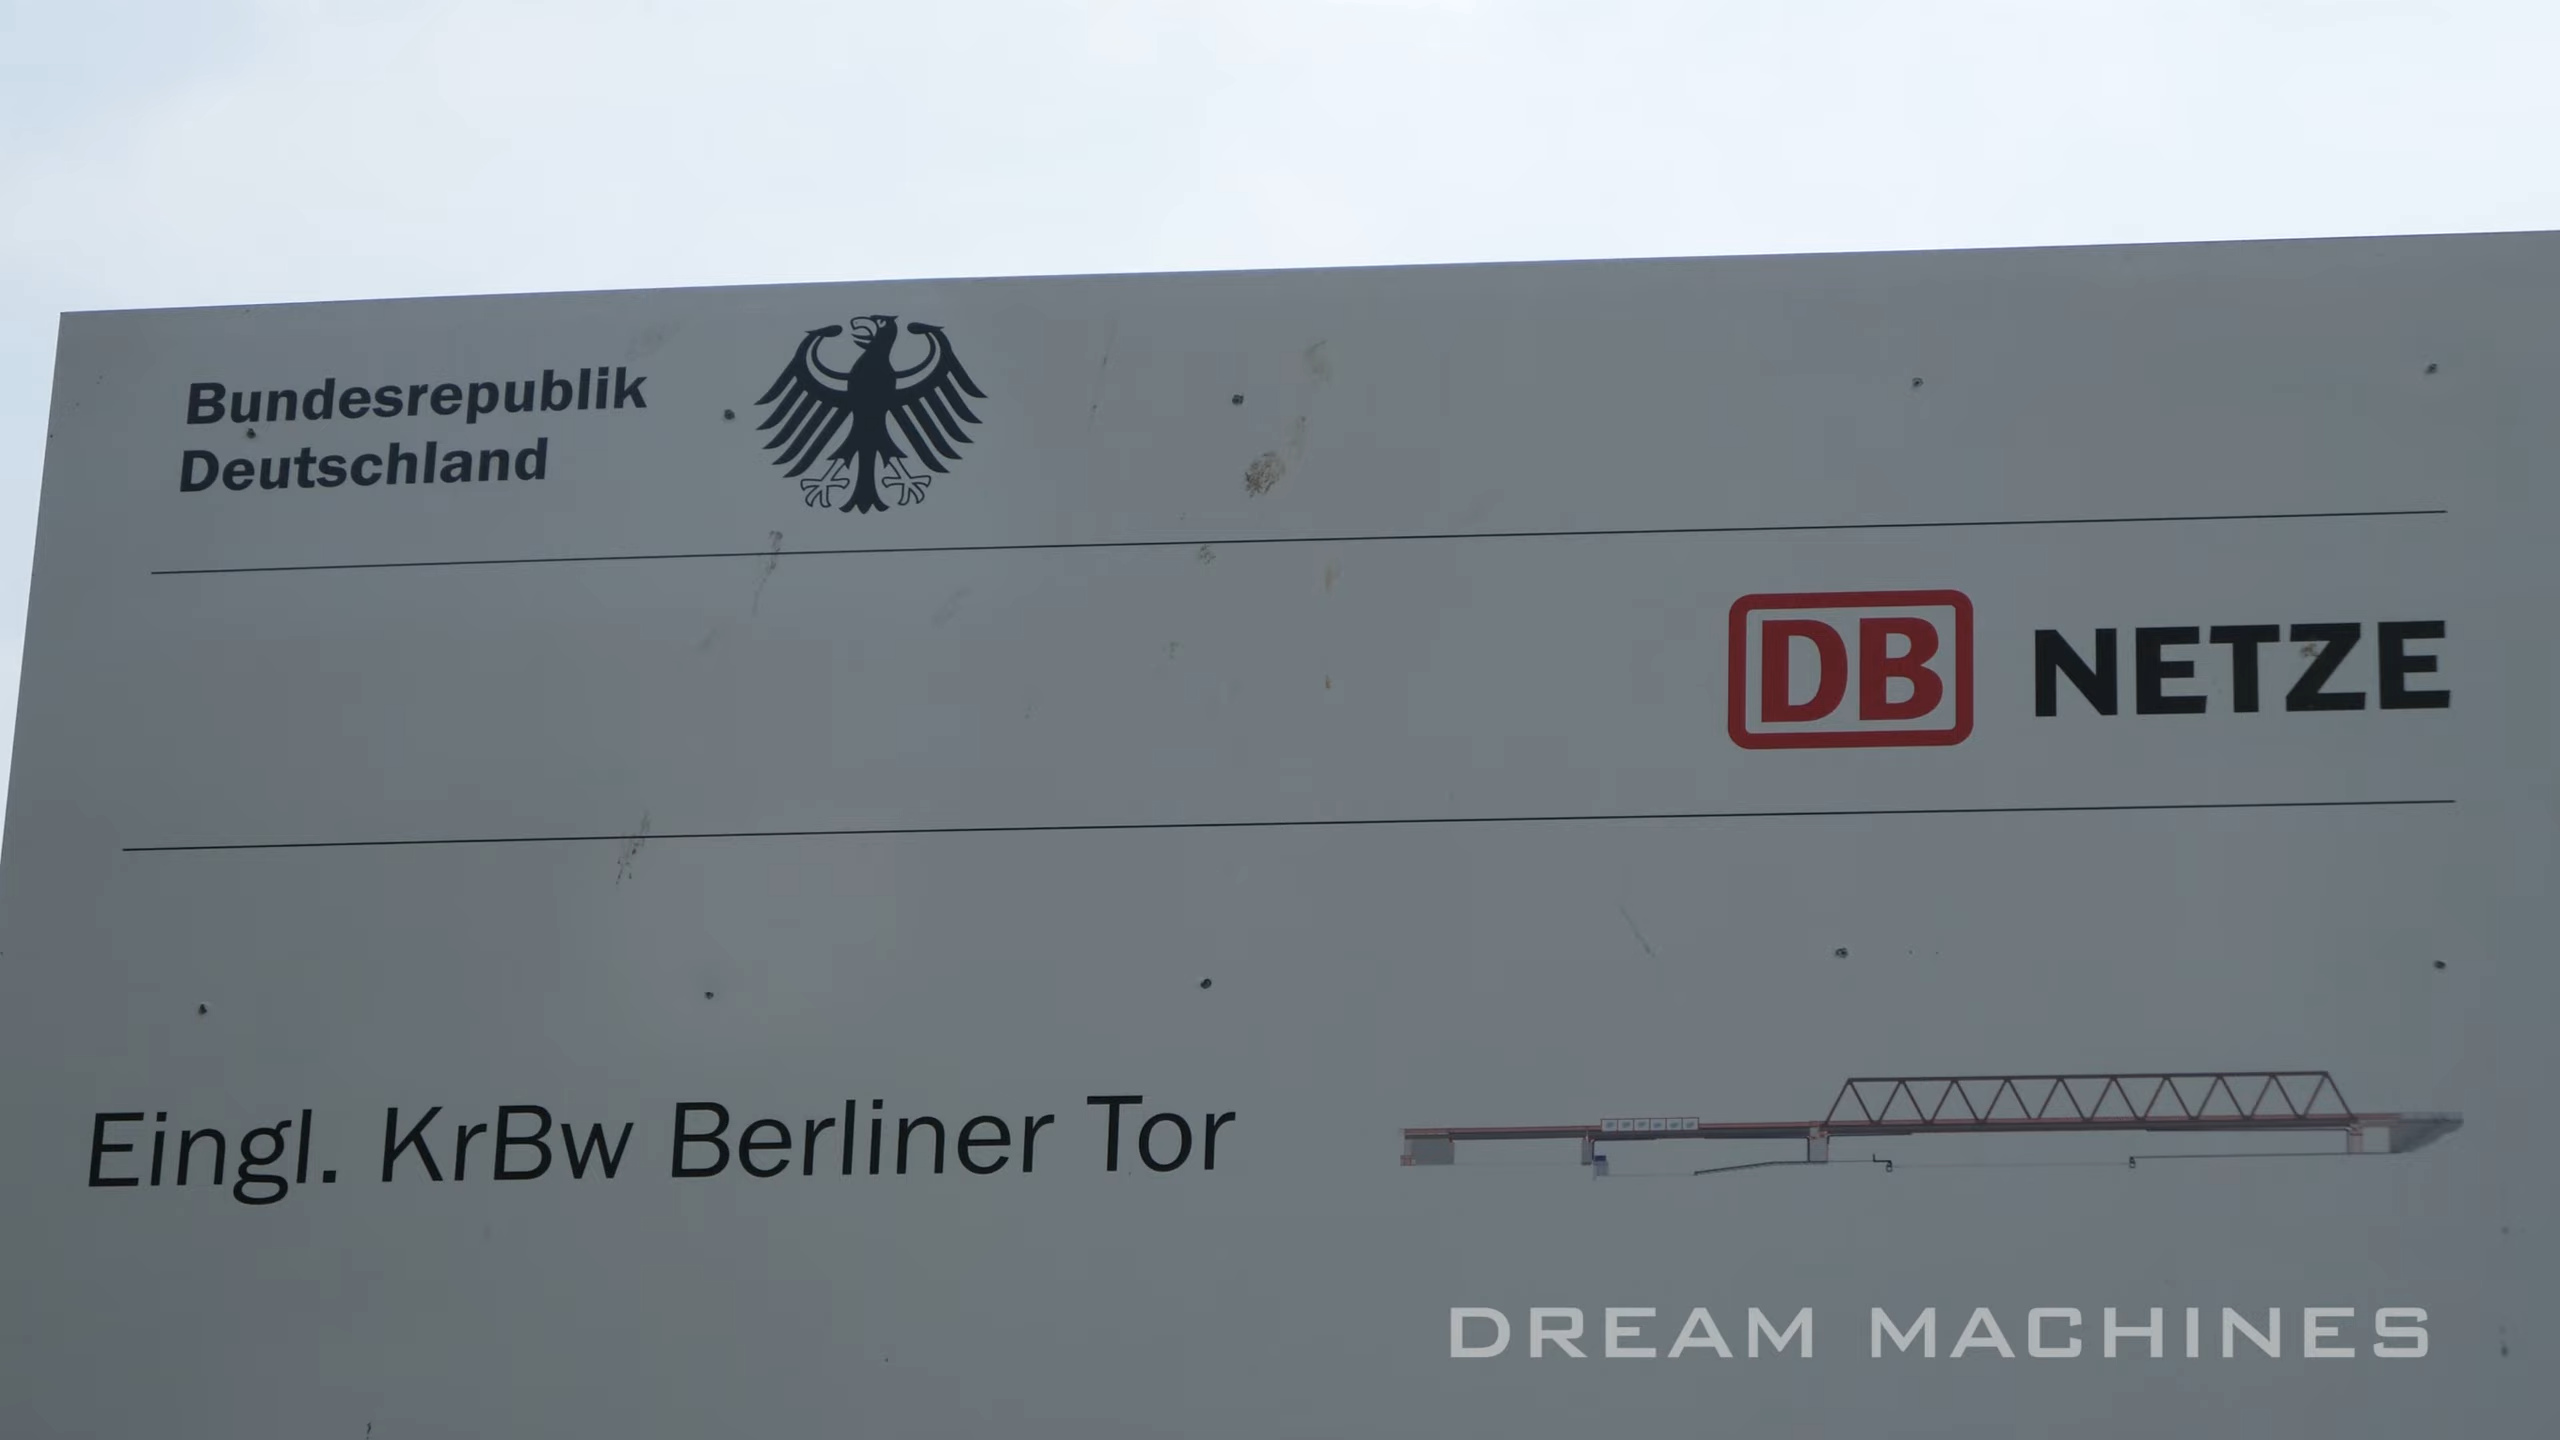 Bundesrepublik
Deutschland
DB NETZE
Eingl. KrBw Berliner Tor
DREAM MACHINES